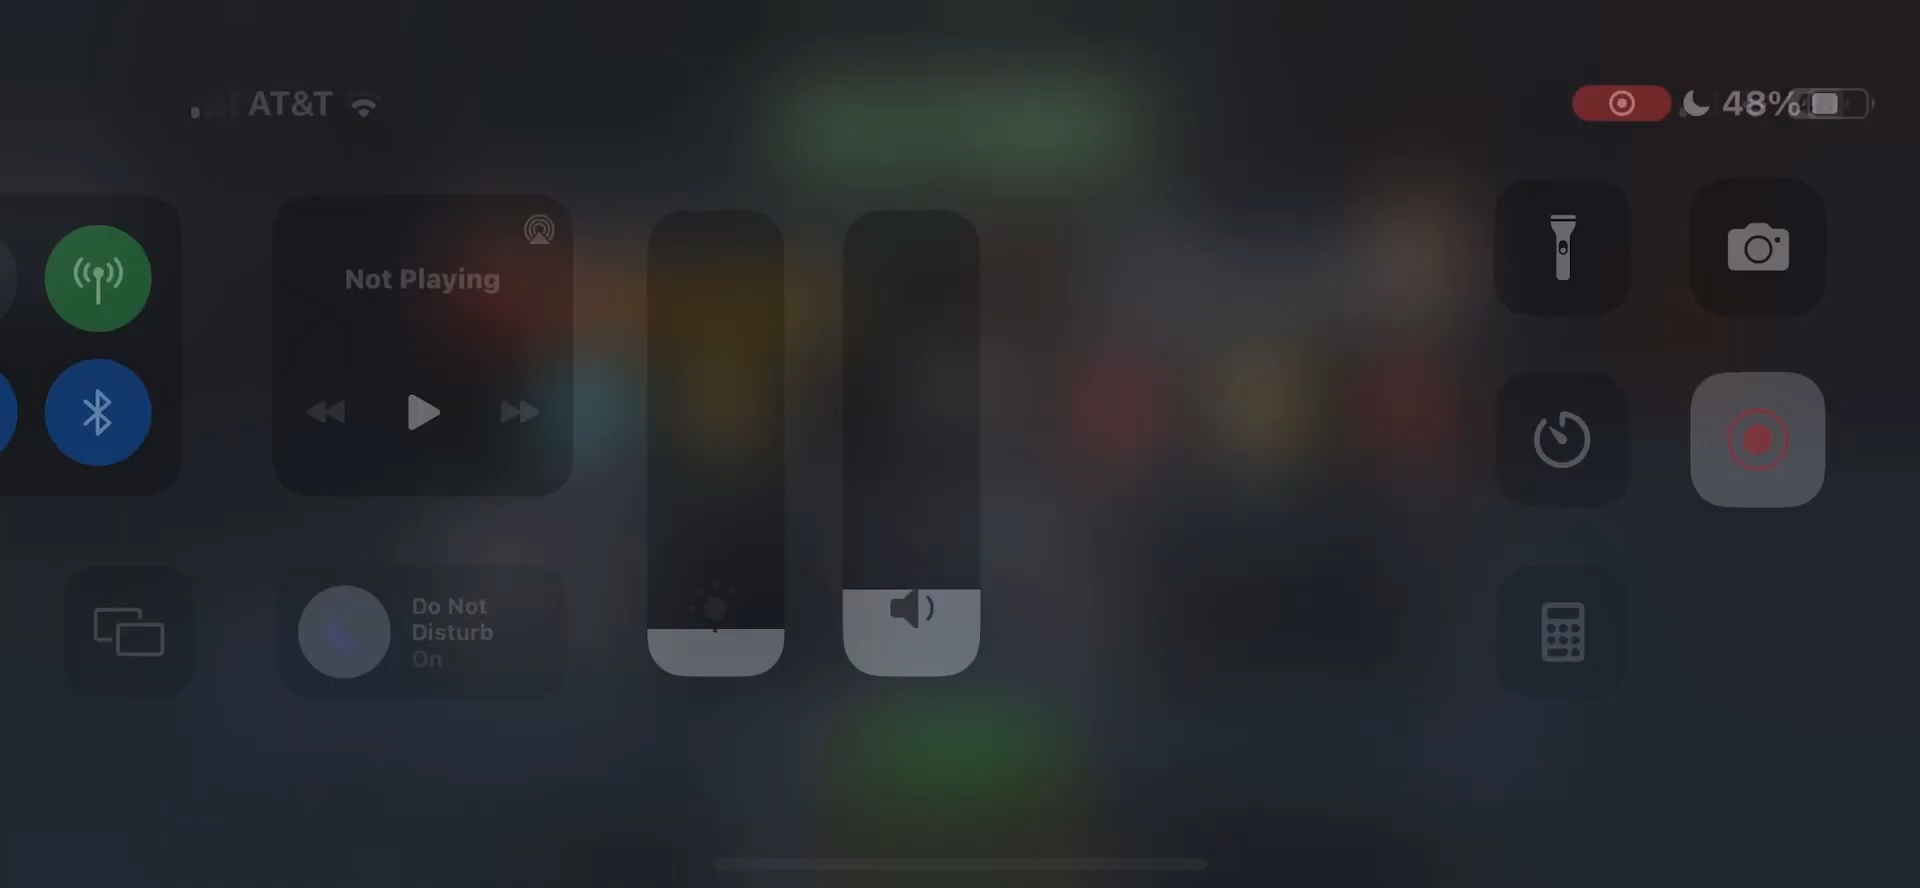 AT&T
48%
Not Playing
Do Not
Disturb
On